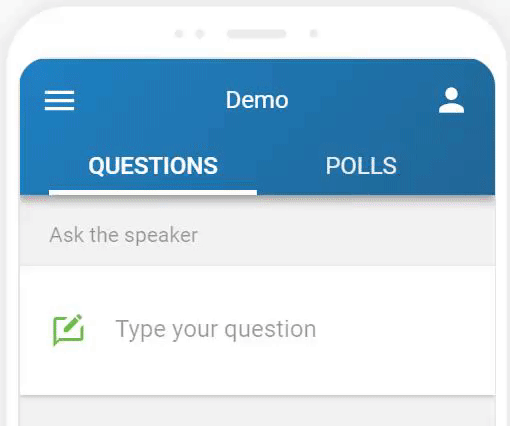 Demo
QUESTIONS POLLS
Ask the speaker
Type your question